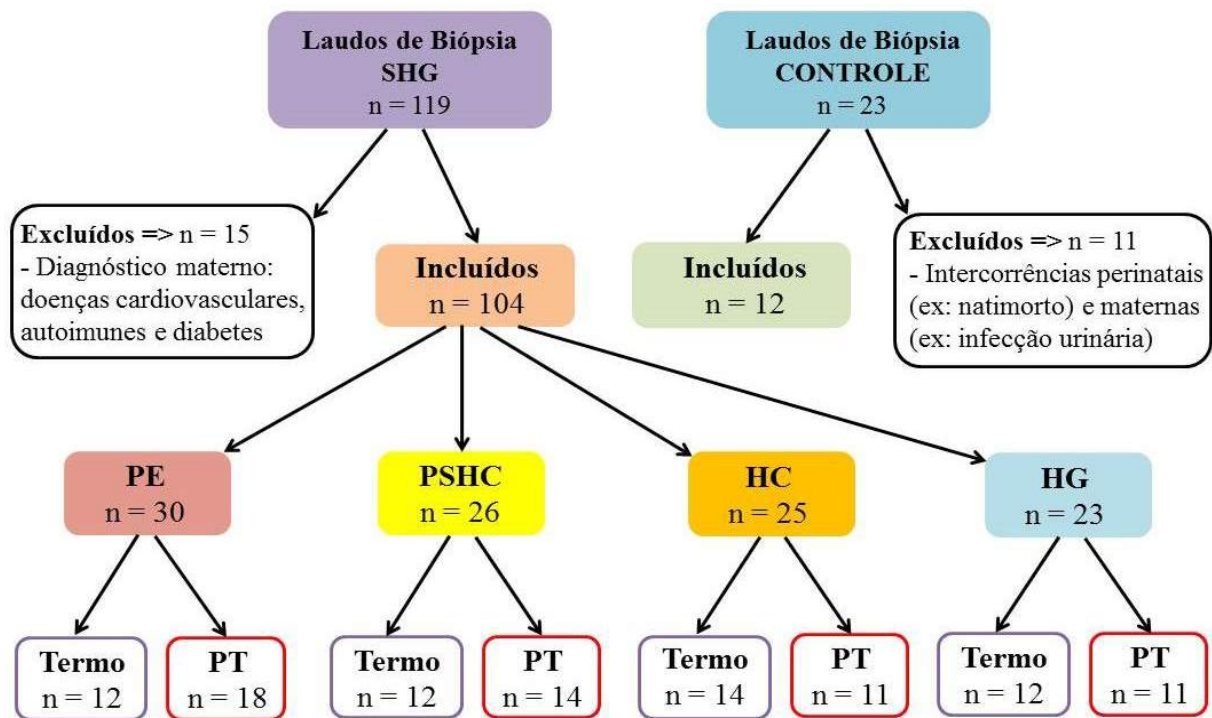 Laudos de Biópsia
SHG
n = 119
Laudos de Biópsia
CONTROLE
n = 23
Excluídos => n = 15
- Diagnóstico materno:
doenças cardiovasculares,
autoimunes e diabetes
Incluídos
n = 104
Incluídos
n = 12
Excluídos => n = 11
- Intercorrências perinatais
(ex: natimorto) e maternas
(ex: infecção urinária)
PE
n = 30
PSHC
n = 26
HC
n = 25
HG
n = 23
Termo
n = 12
PT
n = 18
Termo
n = 12
PT
n = 14
Termo
n = 14
PT
n = 11
Termo
n = 12
PT
n = 11